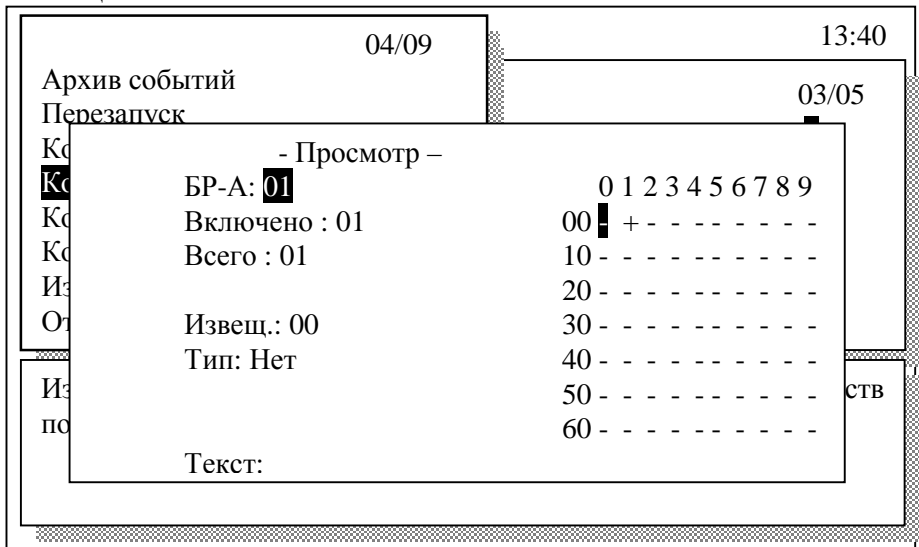 04/09
13:40
Архив событий
03/05
Перезапуск
- Просмотр –
БР-А: 01
0 1 2 3 4 5 6 7 8 9
Включено : 01
00 - + - - - - - - - -
Всего : 01
10 - - - - - - - - - -
20 - - - - - - - - - -
Извещ.: 00
30 - - - - - - - - - -
Тип: Нет
40 - - - - - - - - - -
50 - - - - - - - - - -
60 - - - - - - - - - -
Текст: